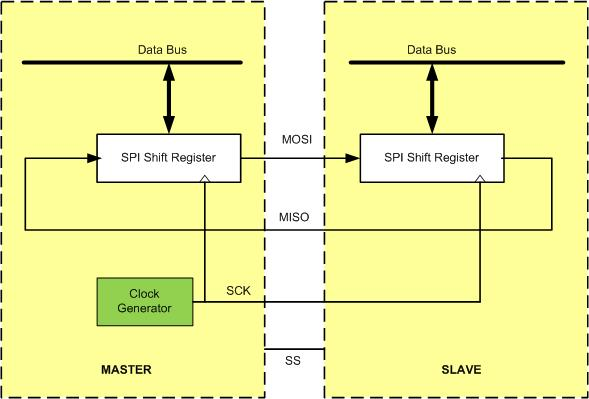 Data Bus
Data Bus
MOSI
SPI Shift Register
SPI Shift Register
MISO
SCK
Clock
Generator
SS
MASTER
SLAVE